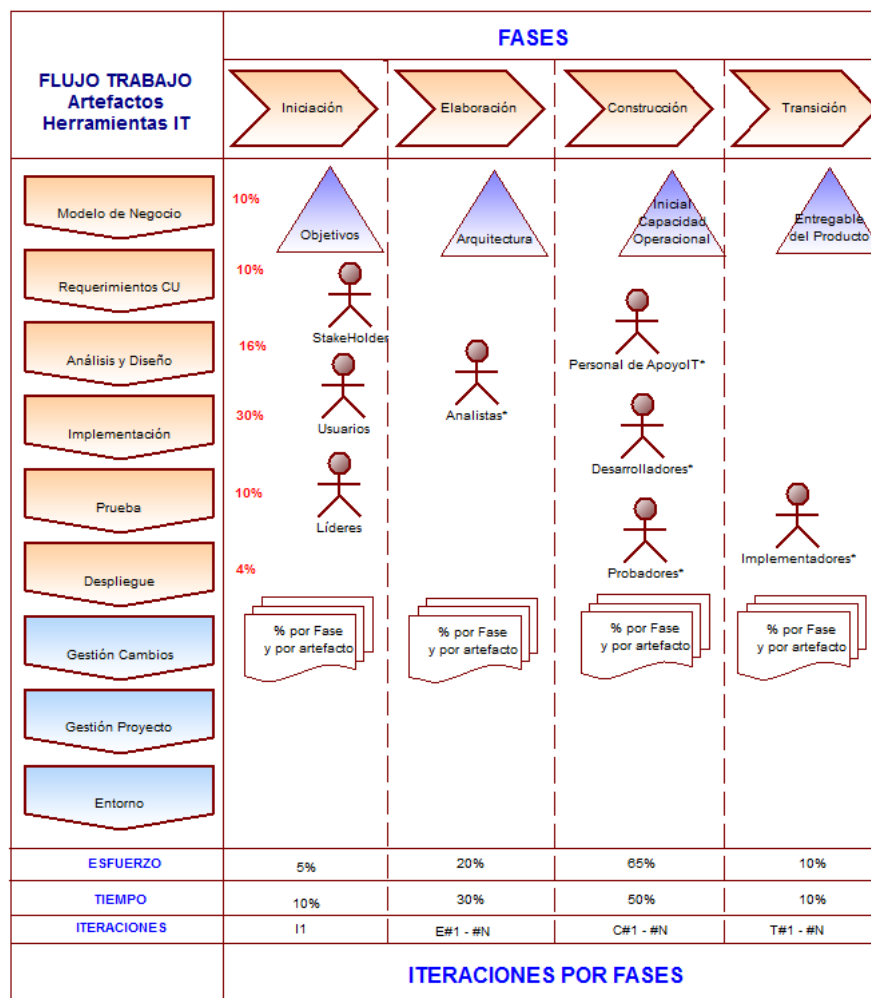 FASES
FLUJO TRABAJO
Artefactos
Herramientas IT
Iniciación
Elaboración
Construcción
Transición
Modelo de Negocio
10%
Objetivos
Arquitectura
Inicial
Capacidad
Operacional
Entregable
del Producto
Requerimientos CU
10%
StakeHolder
Análisis y Diseño
16%
Personal de ApoyoIT*
Implementación
30%
Usuarios
Analistas*
Desarrolladores*
Prueba
10%
Líderes
Probadores*
Implementadores*
Despliegue
4%
Gestión Cambios
% por Fase
y por artefacto
% por Fase
y por artefacto
% por Fase
y por artefacto
% por Fase
y por artefacto
Gestión Proyecto
Entorno
ESFUERZO
5%
20%
65%
10%
TIEMPO
10%
30%
50%
10%
ITERACIONES
I1
E#1 - #N
C#1 - #N
T#1 - #N
ITERACIONES POR FASES